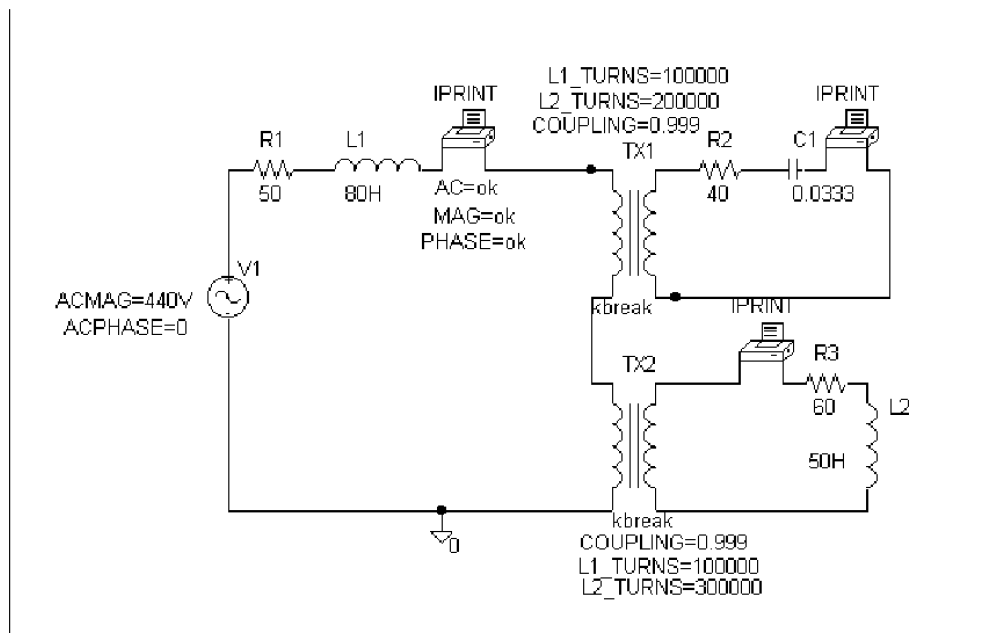 L1_TURNS=100000
L2_TURNS=200000
COUPLING=0.999
IPRINT
IPRINT
R1
L1
TX1
R2
C1
50
80H
40
0.0333
AC=ok
MAG=ok
PHASE=ok
V1
ACMAG=440V
ACPHASE=0
kbreak
IPRINT
TX2
R3
60
L2
50H
kbreak
0
COUPLING=0.999
L1_TURNS=100000
L2_TURNS=300000